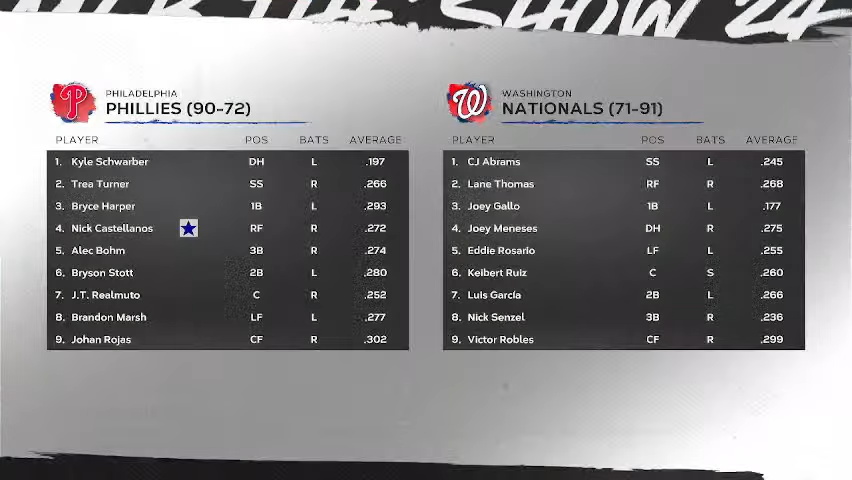 MLB THE SHOW 24
PHILADELPHIA
PHILLIES (90-72)
PLAYER POS BATS AVERAGE
1. Kyle Schwarber DH L .197
2. Trea Turner SS R .266
3. Bryce Harper 1B L .293
4. Nick Castellanos RF R .272
5. Alec Bohm 3B R .274
6. Bryson Stott 2B L .280
7. J.T. Realmuto C R .252
8. Brandon Marsh LF L .277
9. Johan Rojas CF R .302
WASHINGTON
NATIONALS (71-91)
PLAYER POS BATS AVERAGE
1. CJ Abrams SS L .245
2. Lane Thomas RF R .268
3. Joey Gallo 1B L .177
4. Joey Meneses DH R .275
5. Eddie Rosario LF L .255
6. Keibert Ruiz C S .260
7. Luis García 2B L .266
8. Nick Senzel 3B R .236
9. Victor Robles CF R .299